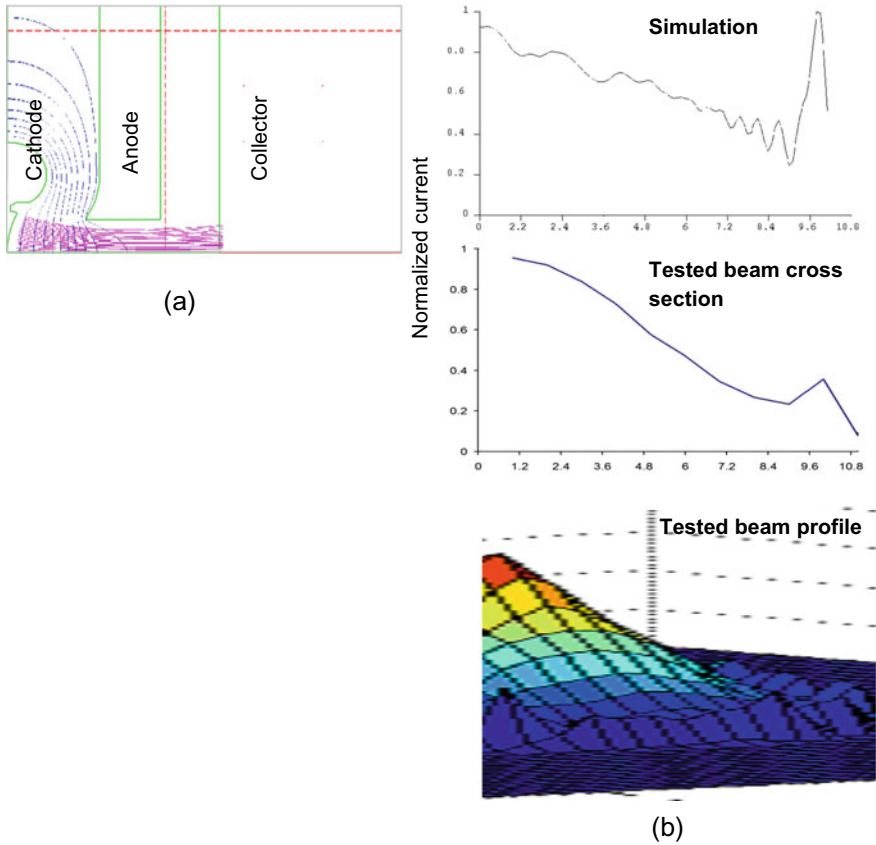 Cathode
Anode
Collector
(a)
Normalized current
Simulation
1
0.6
0.4
0.2
0
0 2.2 2.4 3.6 4.8 6.0 7.2 8.4 9.6 10.8
Tested beam cross
section
1
0.8
0.6
0.4
0.2
0
0 1.2 2.4 3.6 4.8 6 7.2 8.4 9.6 10.8
Tested beam profile
(b)